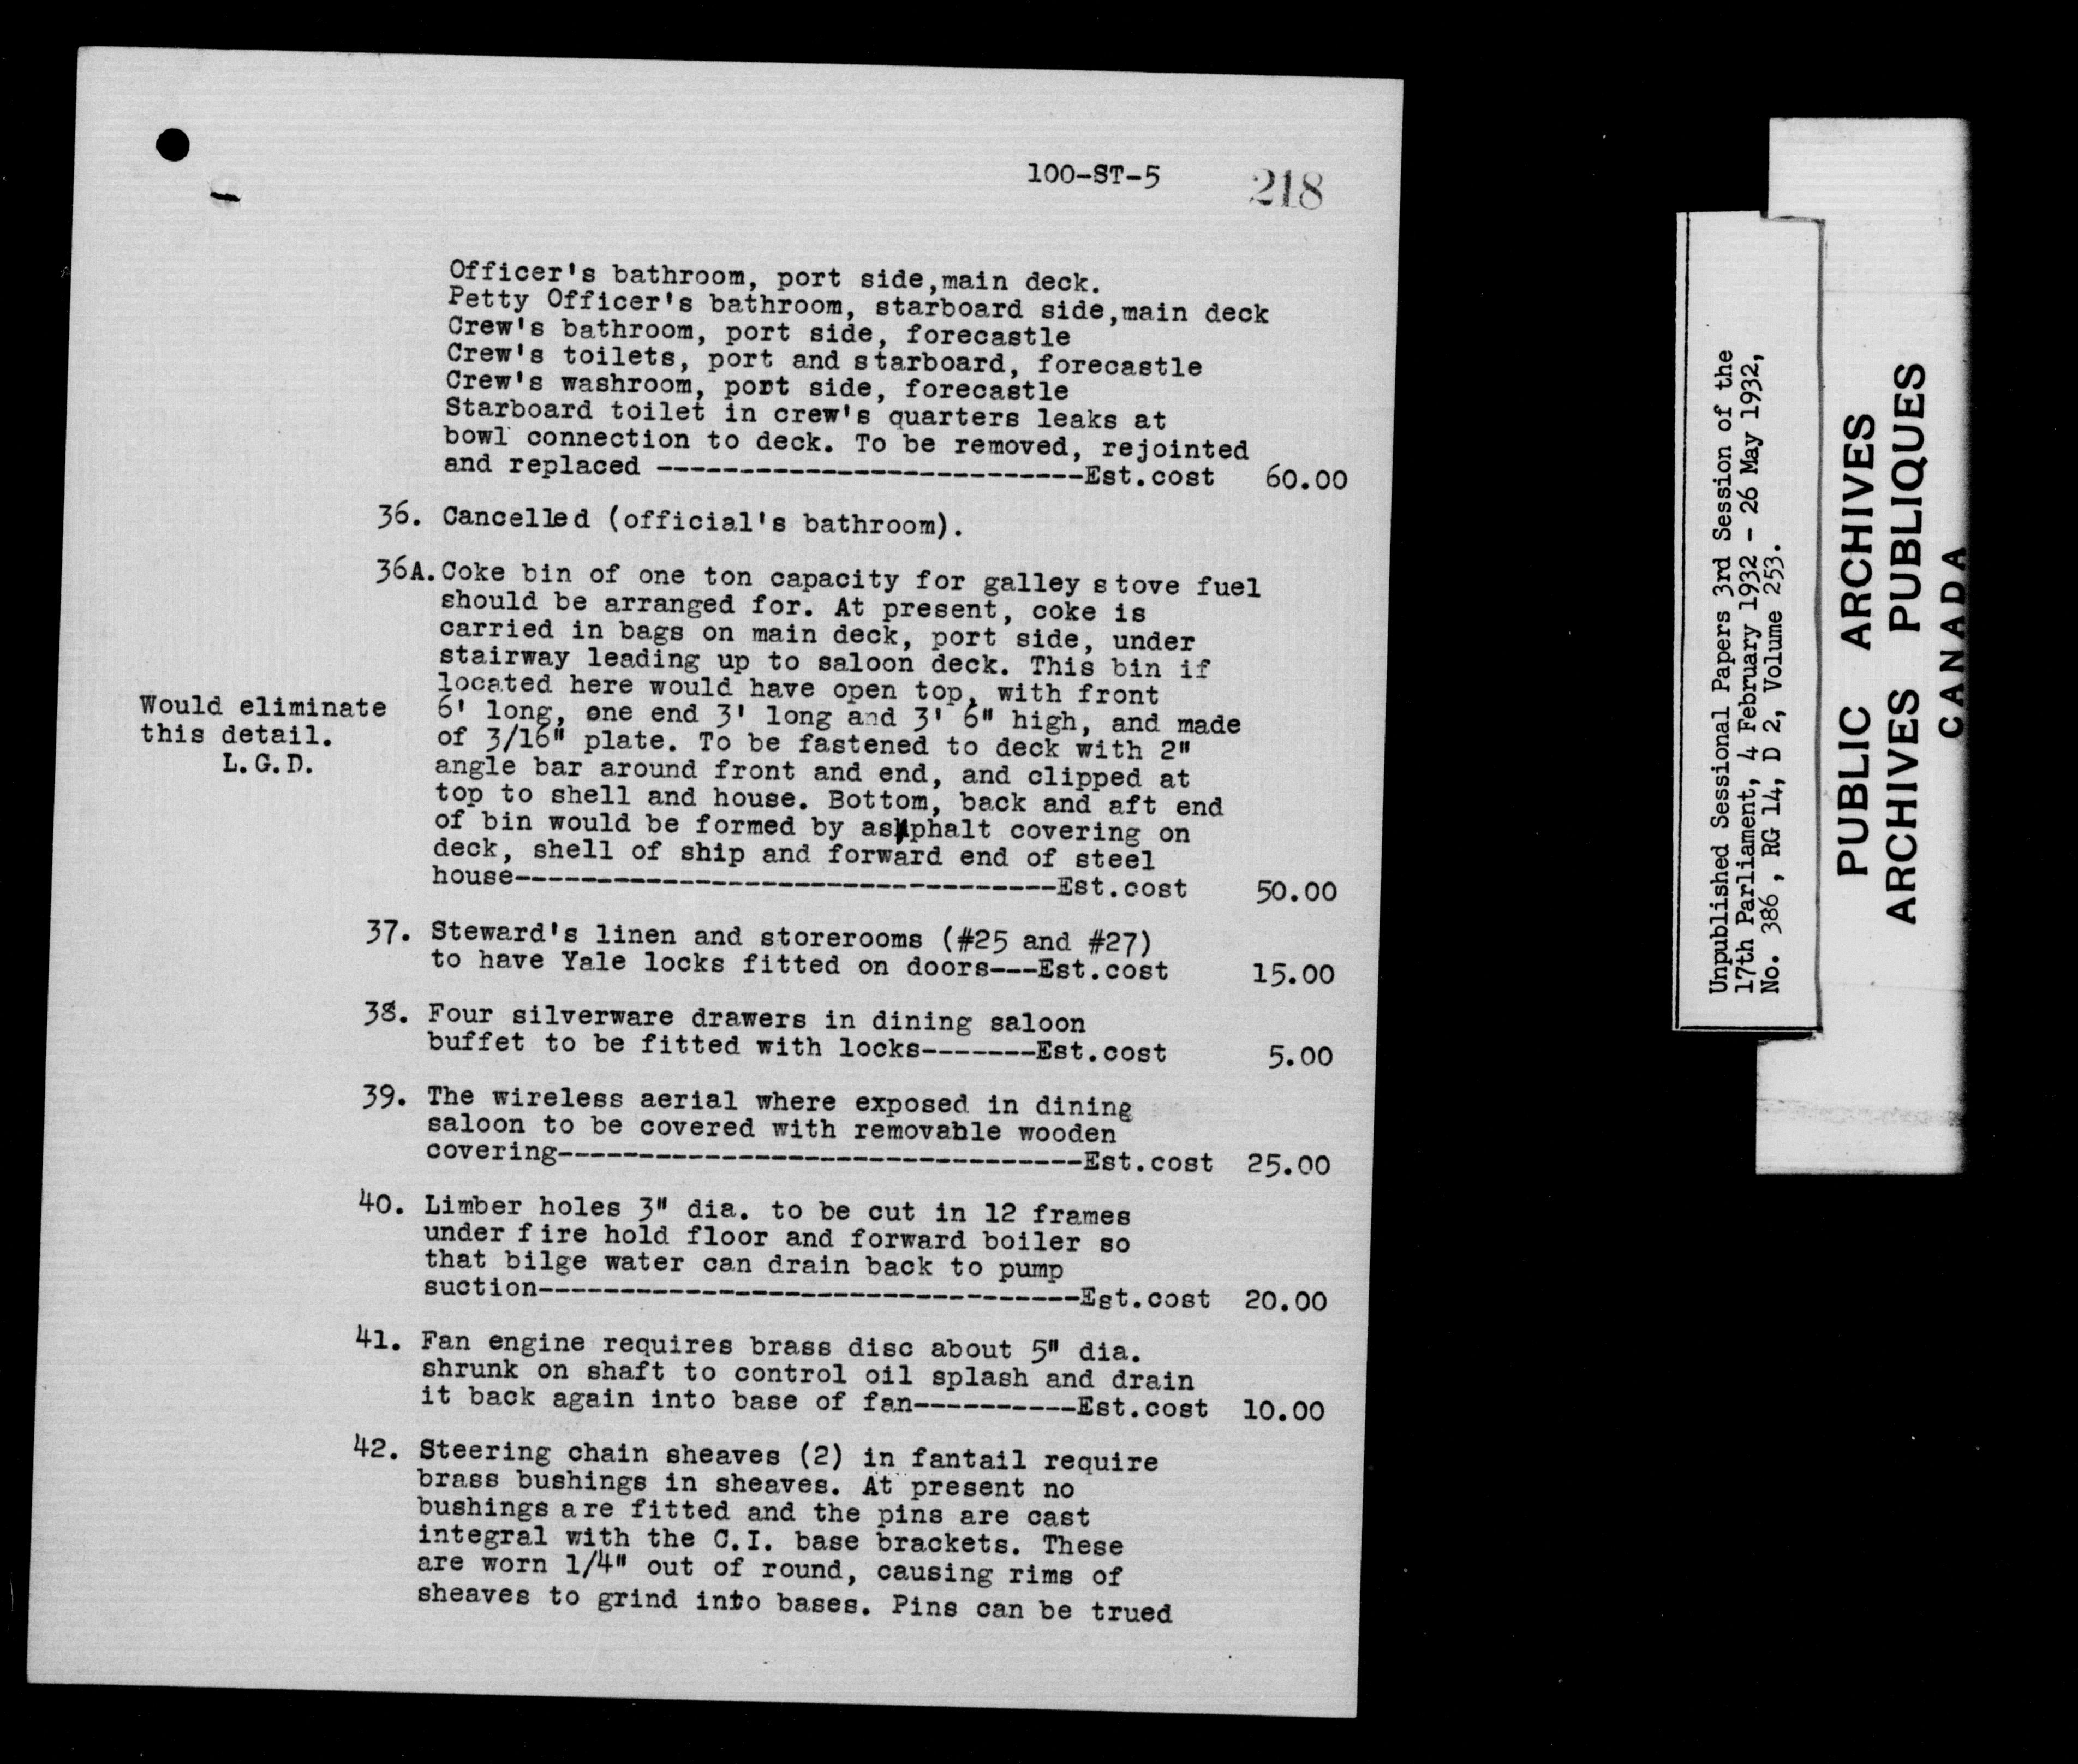 100-ST-5
218
Officer's bathroom, port side,main deck.
Petty Officer's bathroom, starboard side,main deck
Crew's bathroom, port side, forecastle
Crew's toilets, port and starboard, forecastle
Crew's washroom, port side, forecastle
Starboard toilet in crew's quarters leaks at
bowl connection to deck. To be removed, rejointed
and replaced --------------------------Est.cost 60.00
36. Cancelled (official's bathroom).
36A.Coke bin of one ton capacity for galley stove fuel
should be arranged for. At present, coke is
carried in bags on main deck, port side, under
stairway leading up to saloon deck. This bin if
located here would have open top, with front
6' long, one end 3' long and 3' 6" high, and made
of 3/16" plate. To be fastened to deck with 2"
angle bar around front and end, and clipped at
top to shell and house. Bottom, back and aft end
of bin would be formed by asphalt covering on
deck, shell of ship and forward end of steel
house---------------------------------Est.cost 50.00
Would eliminate
this detail.
L.G.D.
37. Steward's linen and storerooms (#25 and #27)
to have Yale locks fitted on doors---Est.cost 15.00
38. Four silverware drawers in dining saloon
buffet to be fitted with locks-------Est.cost 5.00
39. The wireless aerial where exposed in dining
saloon to be covered with removable wooden
covering--------------------------------Est.cost 25.00
40. Limber holes 3" dia. to be cut in 12 frames
under fire hold floor and forward boiler so
that bilge water can drain back to pump
suction---------------------------------Est.cost 20.00
41. Fan engine requires brass disc about 5" dia.
shrunk on shaft to control oil splash and drain
it back again into base of fan----------Est.cost 10.00
42. Steering chain sheaves (2) in fantail require
brass bushings in sheaves. At present no
bushings are fitted and the pins are cast
integral with the C.I. base brackets. These
are worn 1/4" out of round, causing rims of
sheaves to grind into bases. Pins can be trued
Unpublished Sessional Papers 3rd Session of the
17th Parliament, 4 February 1932 - 26 May 1932,
No. 386 , RG 14, D 2, Volume 253.
PUBLIC ARCHIVES
ARCHIVES PUBLIQUES
CANADA